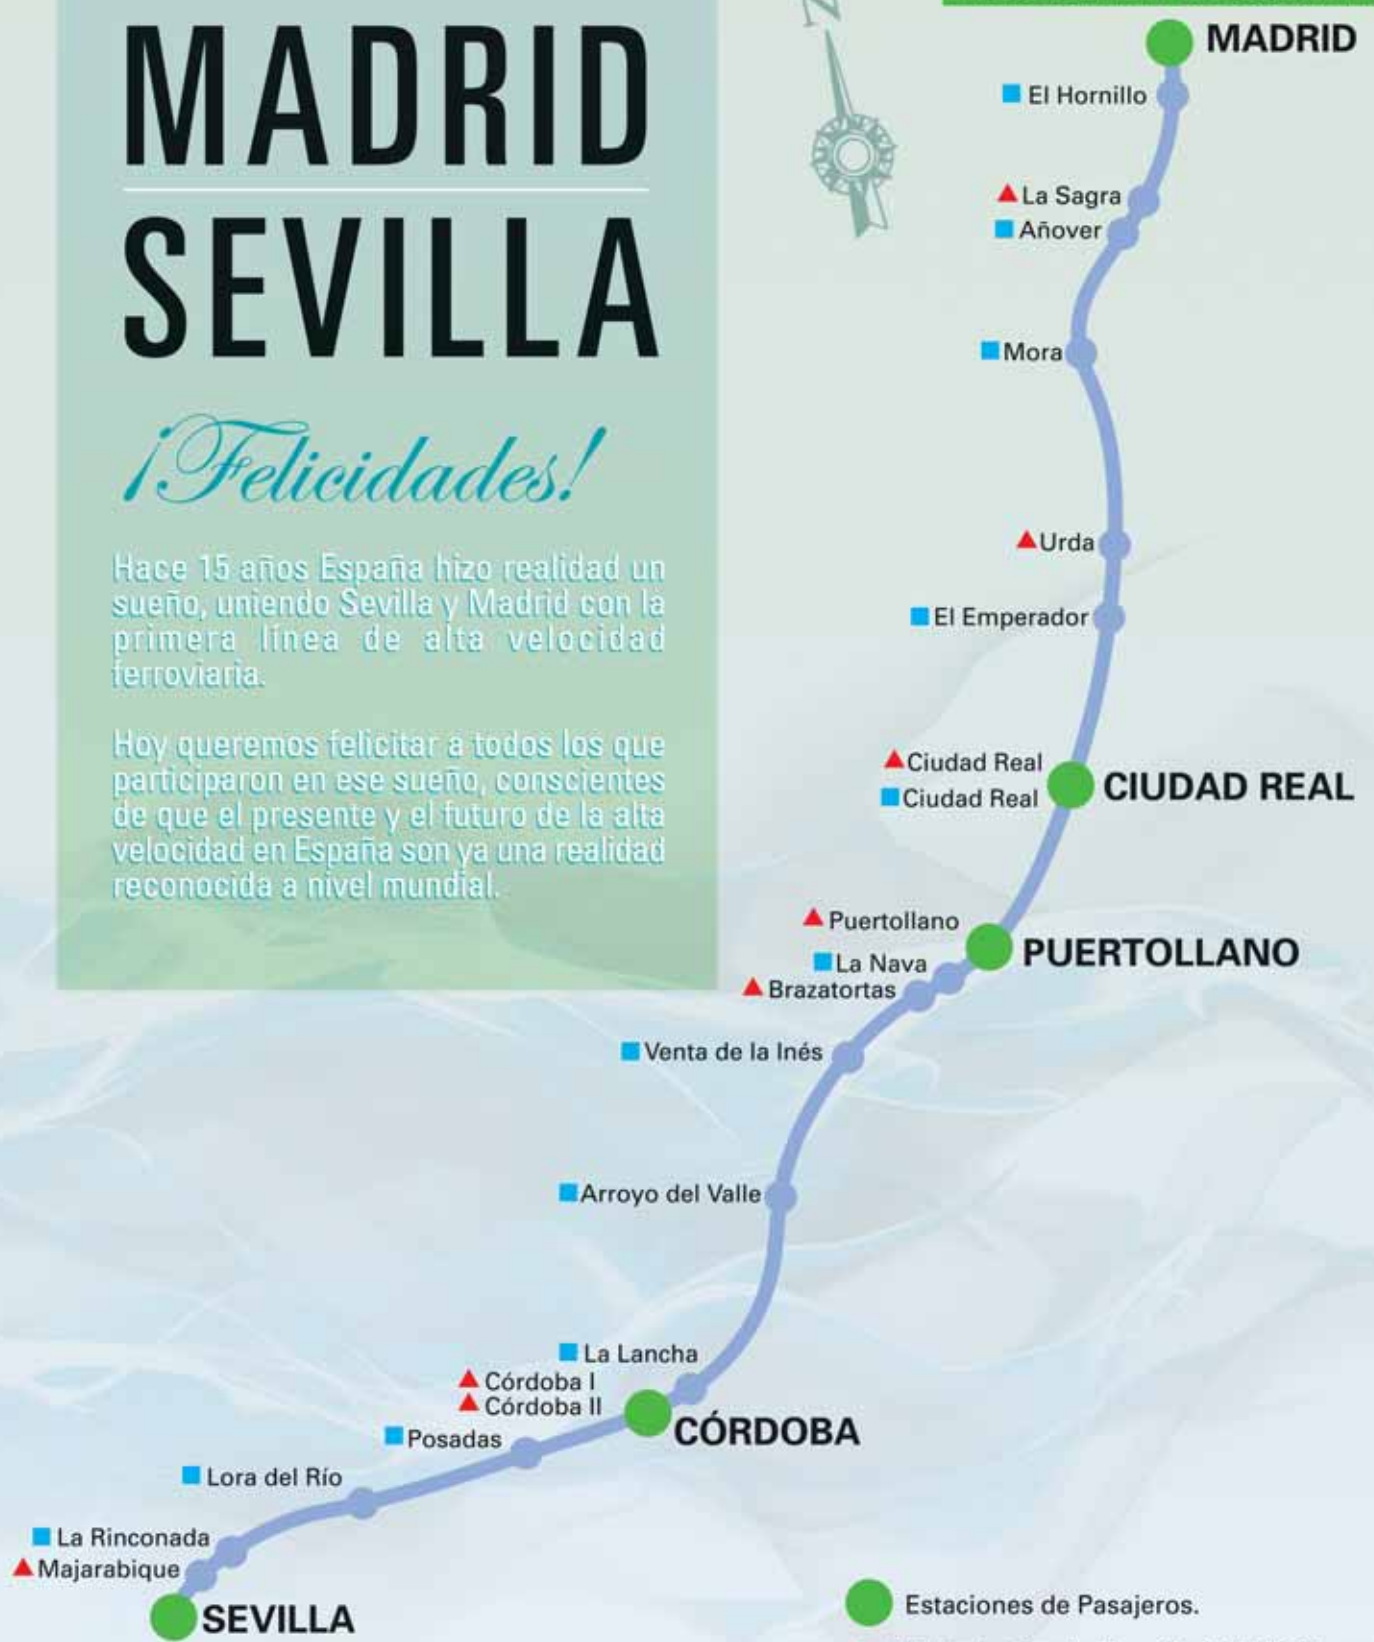 MADRID
SEVILLA
¡Felicidades!
Hace 15 años España hizo realidad un
sueño, uniendo Sevilla y Madrid con la
primera línea de alta velocidad
ferroviaria.
Hoy queremos felicitar a todos los que
participaron en ese sueño, conscientes
de que el presente y el futuro de la alta
velocidad en España son ya una realidad
reconocida a nivel mundial.
N
MADRID
El Hornillo
La Sagra
Añover
Mora
Urda
El Emperador
Ciudad Real
Ciudad Real
CIUDAD REAL
Puertollano
PUERTOLLANO
La Nava
Brazatortas
Venta de la Inés
Arroyo del Valle
La Lancha
Córdoba I
Córdoba II
CÓRDOBA
Posadas
Lora del Río
La Rinconada
Majarabique
SEVILLA
Estaciones de Pasajeros.